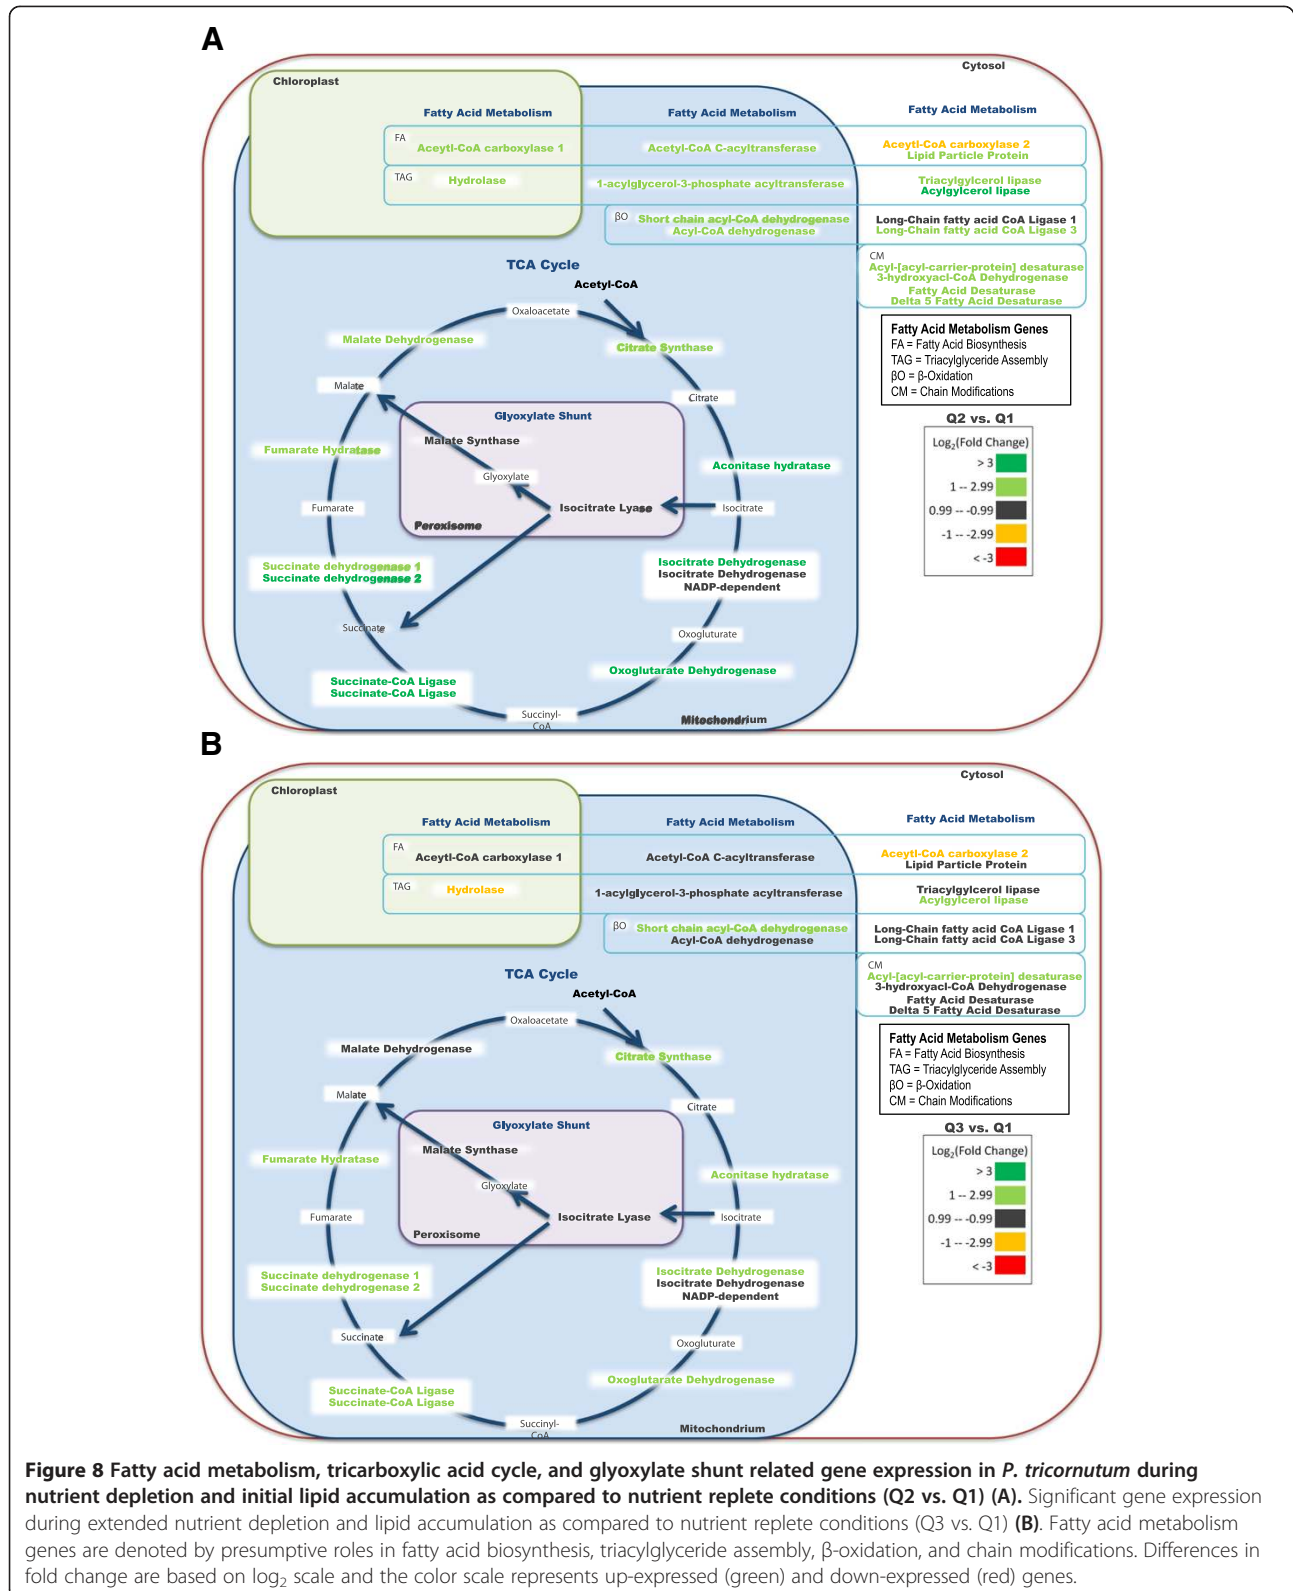 A
Cytosol
Chloroplast
Fatty Acid Metabolism
Fatty Acid Metabolism
Fatty Acid Metabolism
FA
Aceytl-CoA carboxylase 1
Acetyl-CoA C-acyltransferase
Aceytl-CoA carboxylase 2
Lipid Particle Protein
TAG
Hydrolase
1-acylglycerol-3-phosphate acyltransferase
Triacylgylcerol lipase
Acylgylcerol lipase
βO
Short chain acyl-CoA dehydrogenase
Acyl-CoA dehydrogenase
Long-Chain fatty acid CoA Ligase 1
Long-Chain fatty acid CoA Ligase 3
CM
Acyl-[acyl-carrier-protein] desaturase
3-hydroxyacl-CoA Dehydrogenase
Fatty Acid Desaturase
Delta 5 Fatty Acid Desaturase
TCA Cycle
Acetyl-CoA
Oxaloacetate
Malate Dehydrogenase
Citrate Synthase
Malate
Citrate
Glyoxylate Shunt
Malate Synthase
Fumarate Hydratase
Glyoxylate
Aconitase hydratase
Fumarate
Isocitrate Lyase
Isocitrate
Peroxisome
Succinate dehydrogenase 1
Succinate dehydrogenase 2
Isocitrate Dehydrogenase
Isocitrate Dehydrogenase
NADP-dependent
Succinate
Oxogluturate
Oxoglutarate Dehydrogenase
Succinate-CoA Ligase
Succinate-CoA Ligase
Succinyl-
CoA
Mitochondrium
Fatty Acid Metabolism Genes
FA = Fatty Acid Biosynthesis
TAG = Triacylglyceride Assembly
βO = β-Oxidation
CM = Chain Modifications
Q2 vs. Q1
Log2(Fold Change)
> 3
1 -- 2.99
0.99 -- -0.99
-1 -- -2.99
< -3
B
Cytosol
Chloroplast
Fatty Acid Metabolism
Fatty Acid Metabolism
Fatty Acid Metabolism
FA
Aceytl-CoA carboxylase 1
Acetyl-CoA C-acyltransferase
Aceytl-CoA carboxylase 2
Lipid Particle Protein
TAG
Hydrolase
1-acylglycerol-3-phosphate acyltransferase
Triacylgylcerol lipase
Acylgylcerol lipase
βO
Short chain acyl-CoA dehydrogenase
Acyl-CoA dehydrogenase
Long-Chain fatty acid CoA Ligase 1
Long-Chain fatty acid CoA Ligase 3
CM
Acyl-[acyl-carrier-protein] desaturase
3-hydroxyacl-CoA Dehydrogenase
Fatty Acid Desaturase
Delta 5 Fatty Acid Desaturase
TCA Cycle
Acetyl-CoA
Oxaloacetate
Malate Dehydrogenase
Citrate Synthase
Malate
Citrate
Glyoxylate Shunt
Malate Synthase
Fumarate Hydratase
Glyoxylate
Aconitase hydratase
Fumarate
Isocitrate Lyase
Isocitrate
Peroxisome
Succinate dehydrogenase 1
Succinate dehydrogenase 2
Isocitrate Dehydrogenase
Isocitrate Dehydrogenase
NADP-dependent
Succinate
Oxogluturate
Oxoglutarate Dehydrogenase
Succinate-CoA Ligase
Succinate-CoA Ligase
Succinyl-
CoA
Mitochondrium
Fatty Acid Metabolism Genes
FA = Fatty Acid Biosynthesis
TAG = Triacylglyceride Assembly
βO = β-Oxidation
CM = Chain Modifications
Q3 vs. Q1
Log2(Fold Change)
> 3
1 -- 2.99
0.99 -- -0.99
-1 -- -2.99
< -3
Figure 8 Fatty acid metabolism, tricarboxylic acid cycle, and glyoxylate shunt related gene expression in P. tricornutum during
nutrient depletion and initial lipid accumulation as compared to nutrient replete conditions (Q2 vs. Q1) (A). Significant gene expression
during extended nutrient depletion and lipid accumulation as compared to nutrient replete conditions (Q3 vs. Q1) (B). Fatty acid metabolism
genes are denoted by presumptive roles in fatty acid biosynthesis, triacylglyceride assembly, β-oxidation, and chain modifications. Differences in
fold change are based on log2 scale and the color scale represents up-expressed (green) and down-expressed (red) genes.